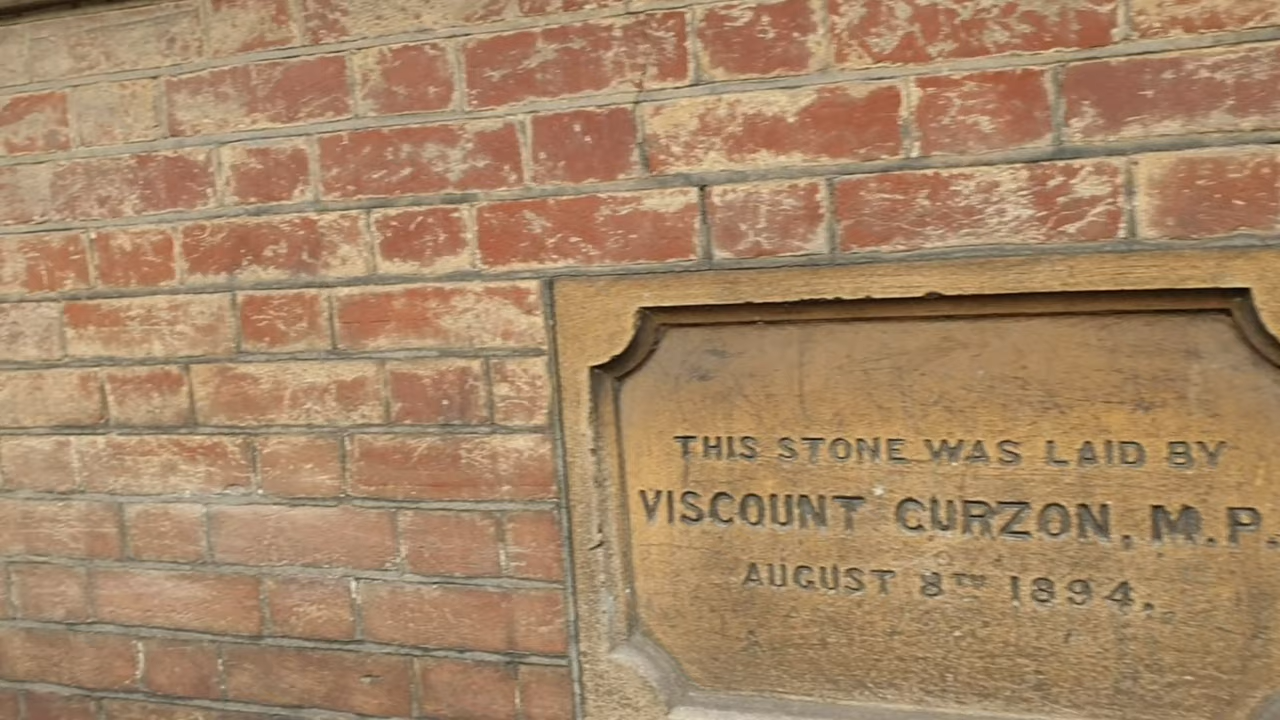 THIS STONE WAS LAID BY
VISCOUNT CURZON, M.P.
AUGUST 8TH 1894.